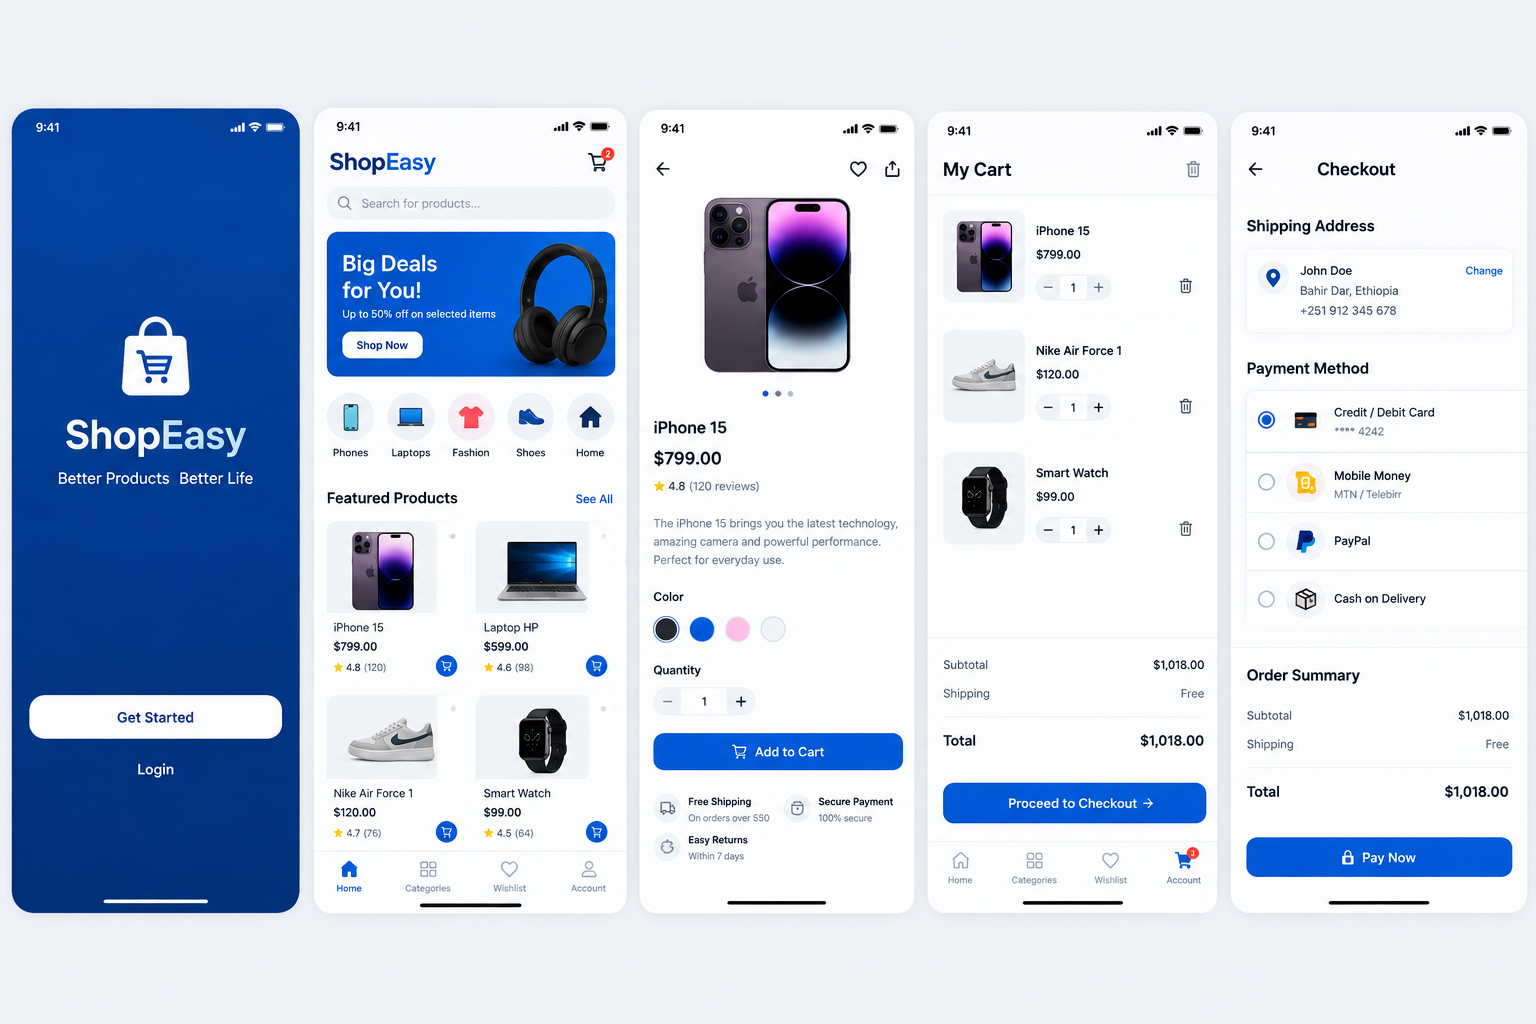 9:41
ShopEasy
Better Products Better Life
Get Started
Login
9:41
ShopEasy
2
Search for products...
Big Deals
for You!
Up to 50% off on selected items
Shop Now
Phones
Laptops
Fashion
Shoes
Home
Featured Products
See All
iPhone 15
$799.00
4.8 (120)
Laptop HP
$599.00
4.6 (98)
Nike Air Force 1
$120.00
4.7 (76)
Smart Watch
$99.00
4.5 (64)
Home
Categories
Wishlist
Account
9:41
iPhone 15
$799.00
4.8 (120 reviews)
The iPhone 15 brings you the latest technology,
amazing camera and powerful performance.
Perfect for everyday use.
Color
Quantity
− 1 +
Add to Cart
Free Shipping
On orders over $50
Secure Payment
100% secure
Easy Returns
Within 7 days
9:41
My Cart
iPhone 15
$799.00
− 1 +
Nike Air Force 1
$120.00
− 1 +
Smart Watch
$99.00
− 1 +
Subtotal $1,018.00
Shipping Free
Total $1,018.00
Proceed to Checkout →
Home
Categories
Wishlist
3
Account
9:41
Checkout
Shipping Address
John Doe
Change
Bahir Dar, Ethiopia
+251 912 345 678
Payment Method
Credit / Debit Card
**** 4242
Mobile Money
MTN / Telebirr
PayPal
Cash on Delivery
Order Summary
Subtotal $1,018.00
Shipping Free
Total $1,018.00
Pay Now